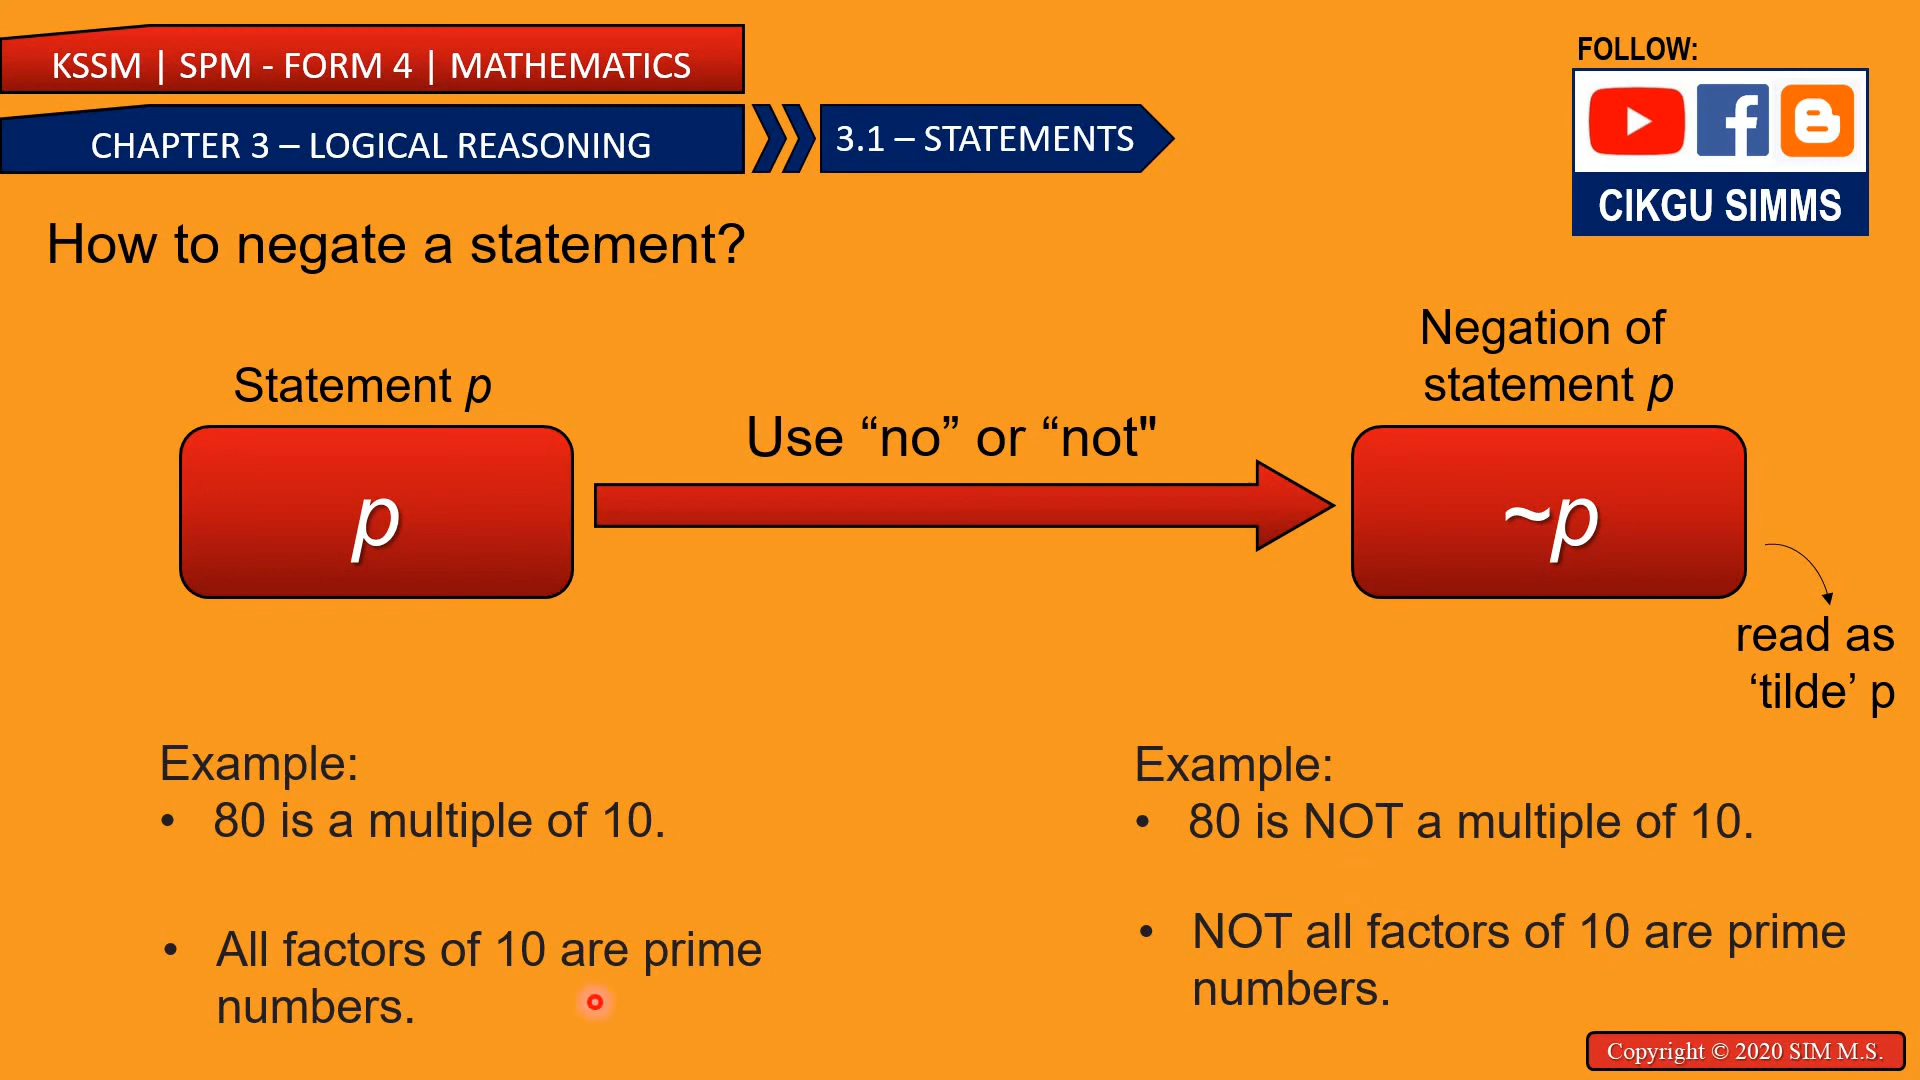 KSSM | SPM - FORM 4 | MATHEMATICS
CHAPTER 3 – LOGICAL REASONING
3.1 – STATEMENTS
FOLLOW:
CIKGU SIMMS
How to negate a statement?
Statement p
p
Use “no” or “not"
Negation of
statement p
~p
read as
‘tilde’ p
Example:
• 80 is a multiple of 10.
• All factors of 10 are prime
numbers.
Example:
• 80 is NOT a multiple of 10.
• NOT all factors of 10 are prime
numbers.
Copyright © 2020 SIM M.S.